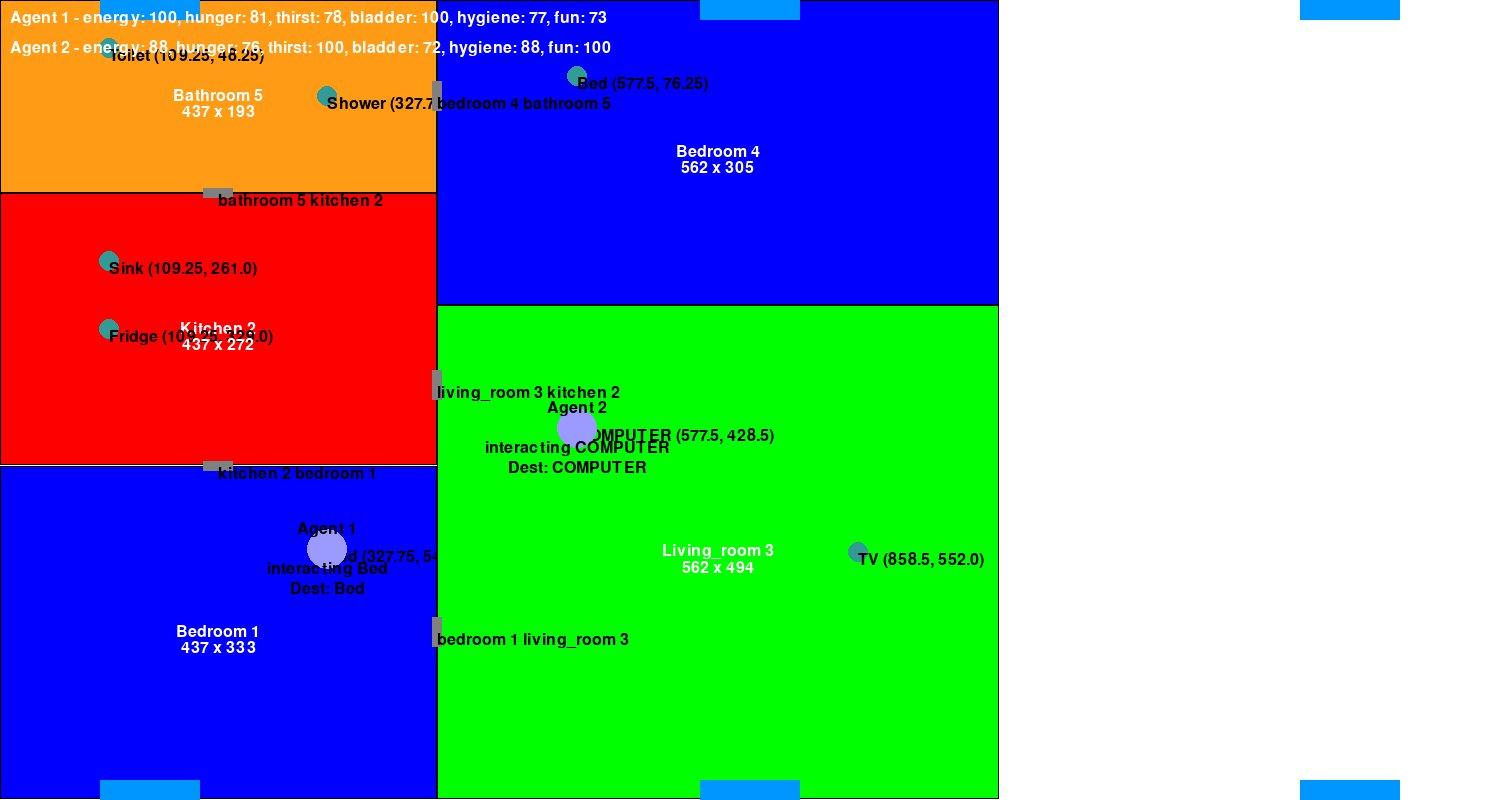 Agent 1 - energy: 100, hunger: 81, thirst: 78, bladder: 100, hygiene: 77, fun: 73
Agent 2 - energy: 88, hunger: 76, thirst: 100, bladder: 72, hygiene: 88, fun: 100
Toilet (109.25, 48.25)
Bed (577.5, 76.25)
Bathroom 5
437 x 193
Shower (327.7
bedroom 4 bathroom 5
Bedroom 4
562 x 305
bathroom 5 kitchen 2
Sink (109.25, 261.0)
Kitchen 2
Fridge (109.25, 329.0)
437 x 272
living_room 3 kitchen 2
Agent 2
OMPUTER (577.5, 428.5)
interacting COMPUTER
Dest: COMPUTER
kitchen 2 bedroom 1
Agent 1
d (327.75, 54
interacting Bed
Dest: Bed
Living_room 3
562 x 494
TV (858.5, 552.0)
Bedroom 1
437 x 333
bedroom 1 living_room 3